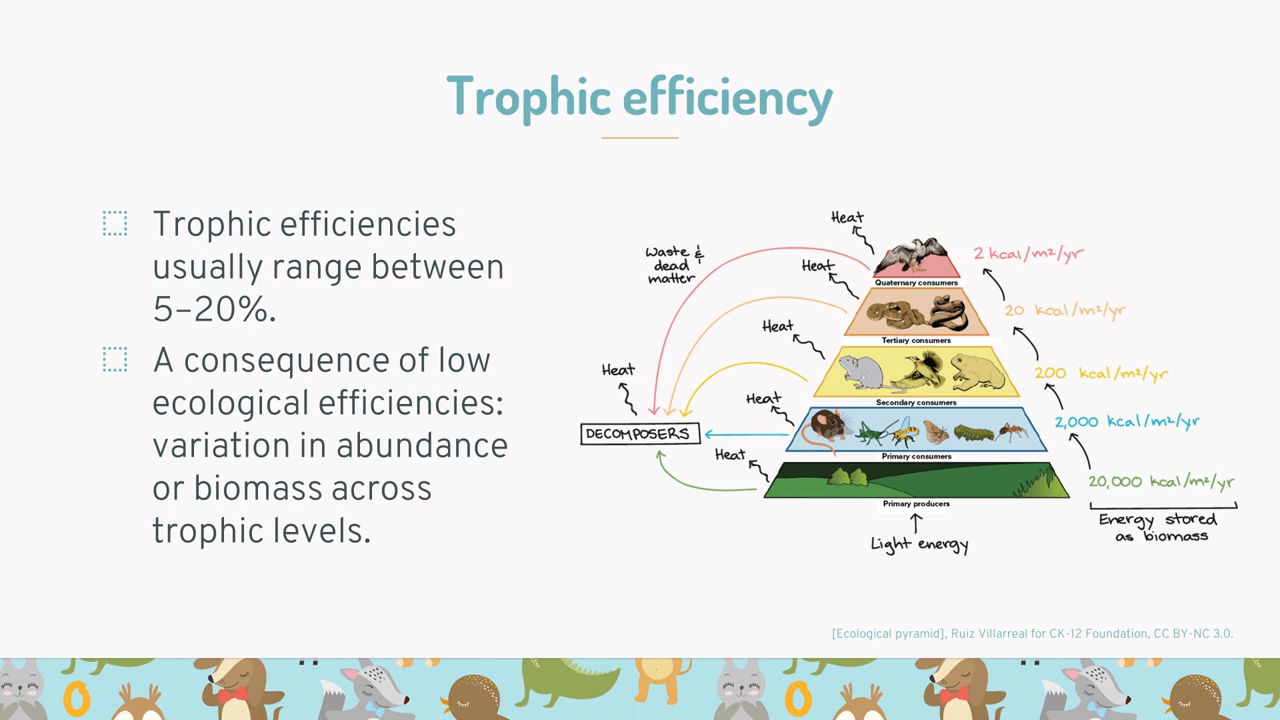 Trophic efficiency
Trophic efficiencies
usually range between
5–20%.
A consequence of low
ecological efficiencies:
variation in abundance
or biomass across
trophic levels.
Heat
Waste &
dead
matter
Heat
2 kcal/m²/yr
Quaternary consumers
20 kcal/m²/yr
Heat
Tertiary consumers
Heat
200 kcal/m²/yr
Heat
Secondary consumers
2,000 kcal/m²/yr
DECOMPOSERS
Heat
Primary consumers
20,000 kcal/m²/yr
Primary producers
Energy stored
as biomass
Light energy
[Ecological pyramid], Ruiz Villarreal for CK-12 Foundation, CC BY-NC 3.0.